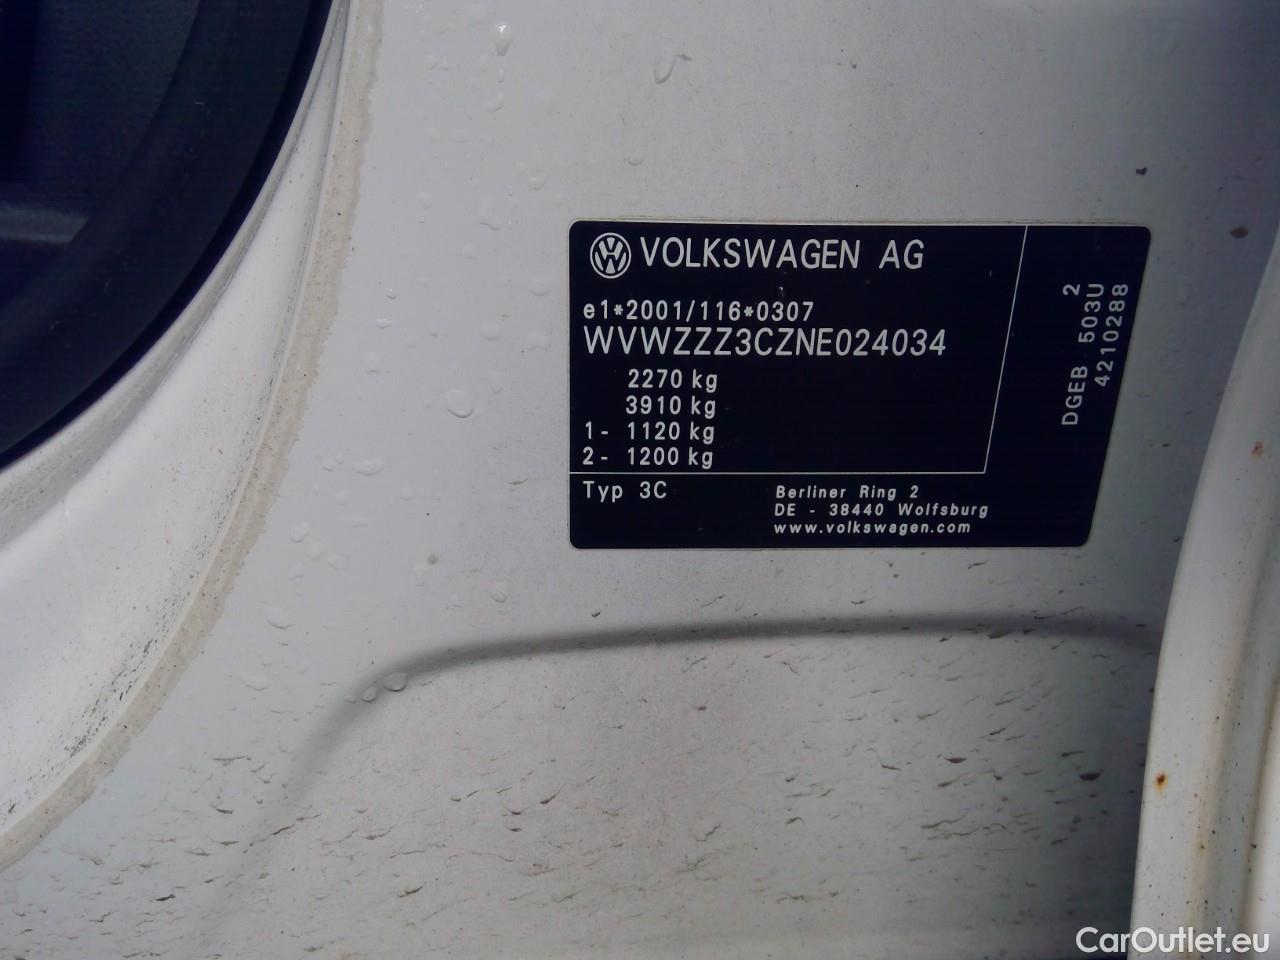 VOLKSWAGEN AG
e1*2001/116*0307
WVWZZZ3CZNE024034
2270 kg
3910 kg
1- 1120 kg
2- 1200 kg
Typ 3C
Berliner Ring 2
DE - 38440 Wolfsburg
www.volkswagen.com
2
DGEB 503U
4210288
CarOutlet.eu